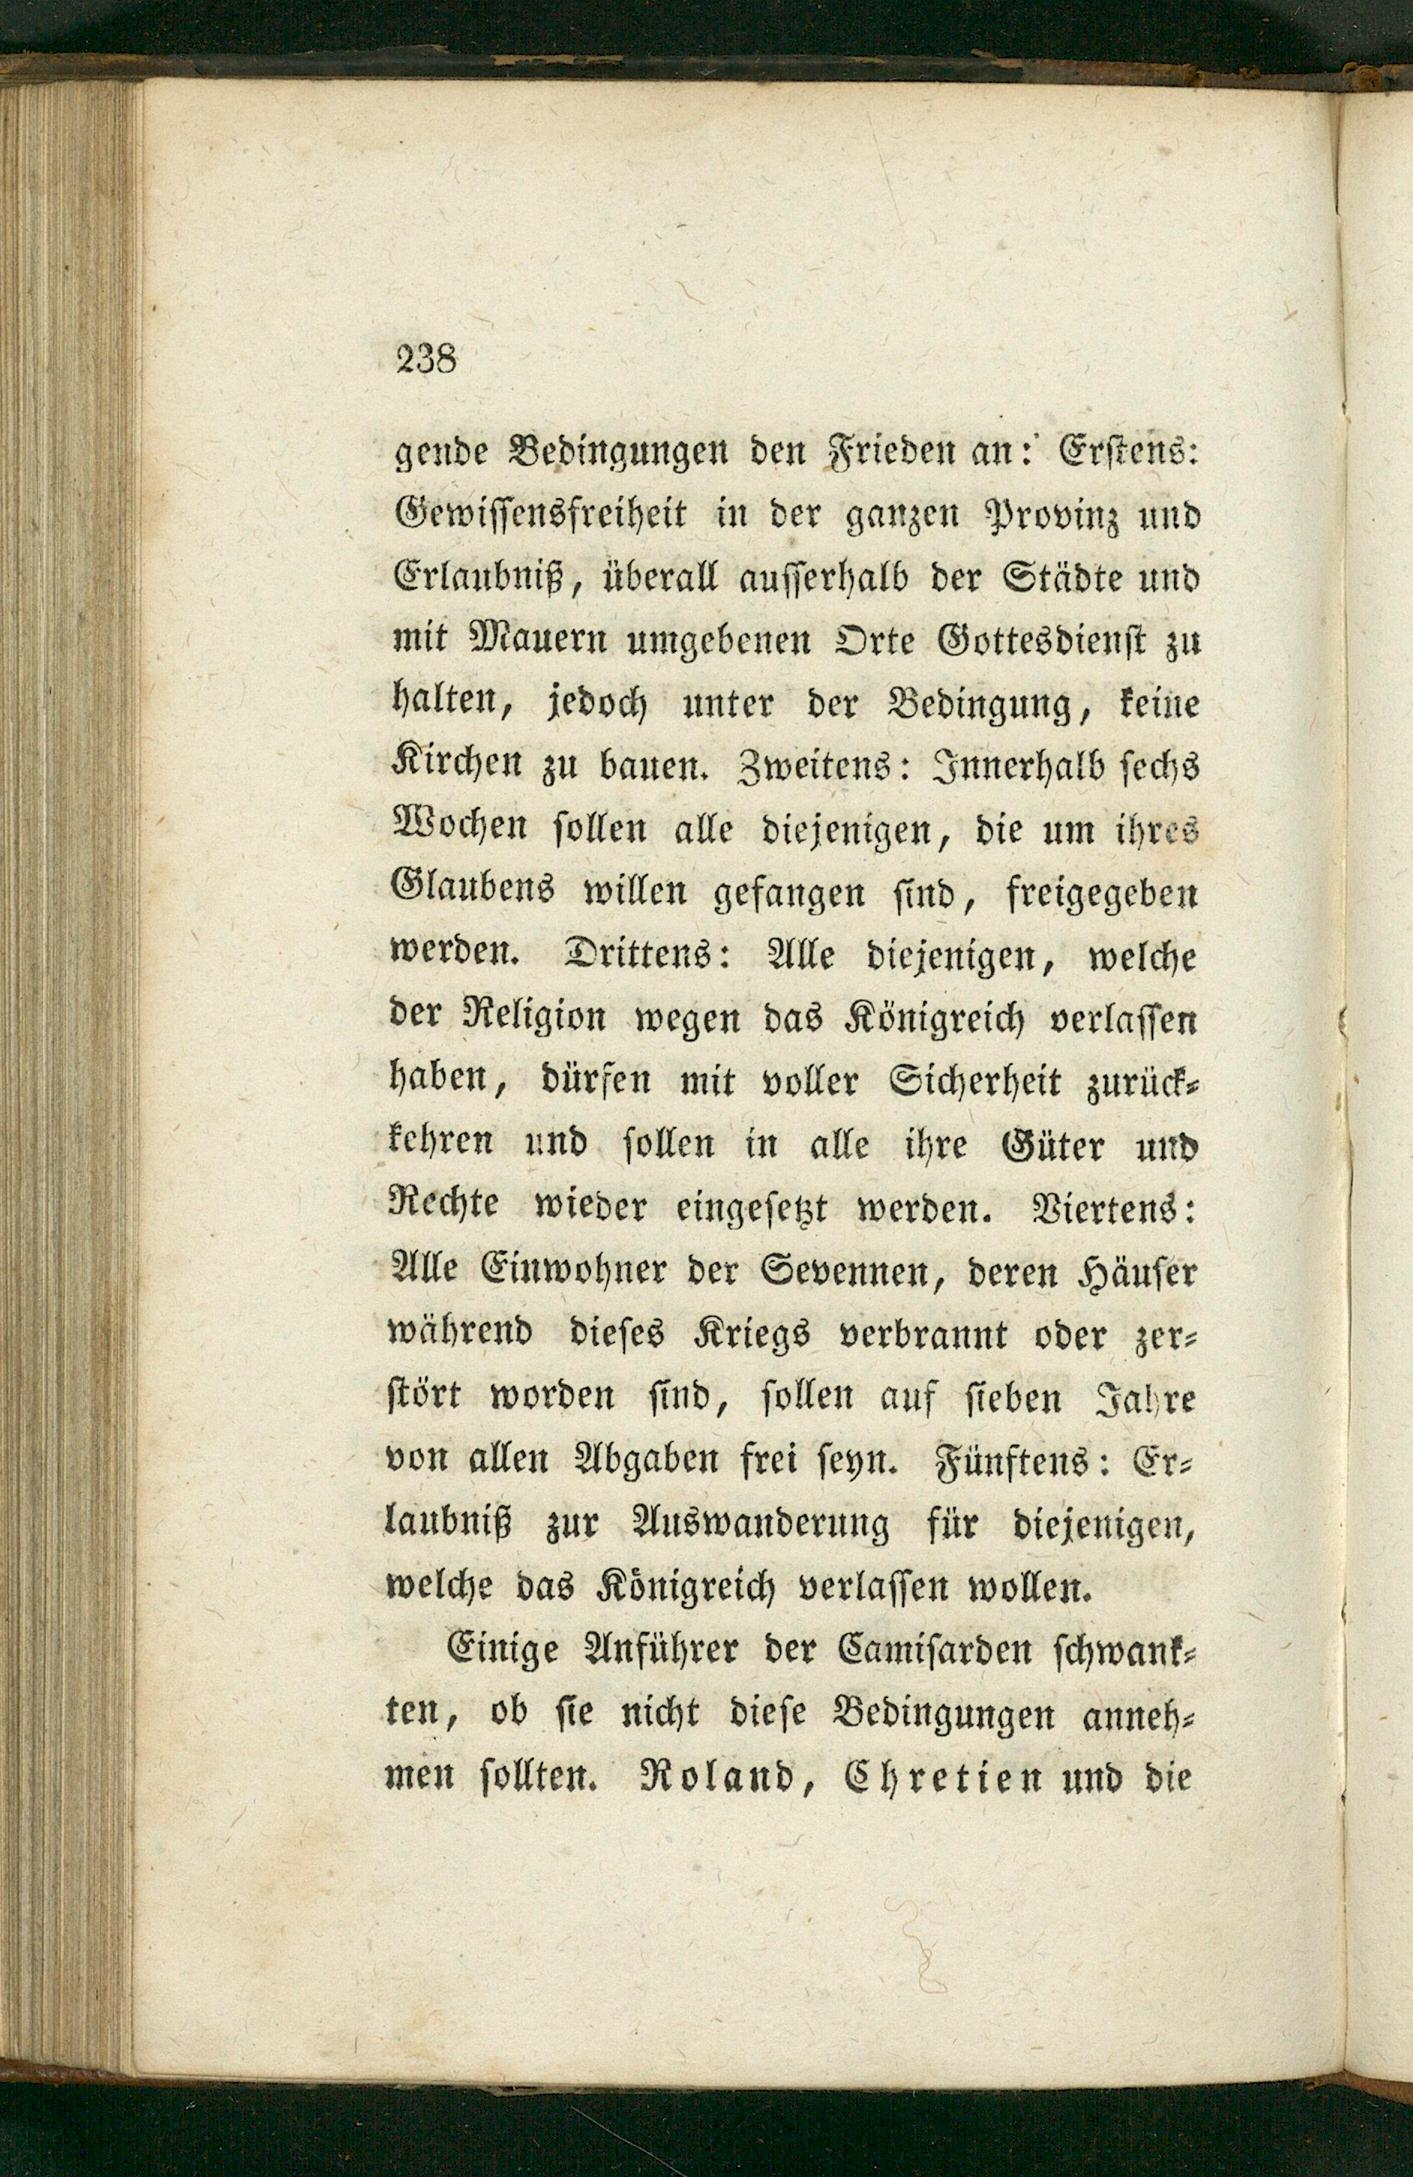 238
gende Bedingungen den Frieden an: Erstens:
Gewissensfreiheit in der ganzen Provinz und
Erlaubniß, überall ausserhalb der Städte und
mit Mauern umgebenen Orte Gottesdienst zu
halten, jedoch unter der Bedingung, keine
Kirchen zu bauen. Zweitens: Innerhalb sechs
Wochen sollen alle diejenigen, die um ihres
Glaubens willen gefangen sind, freigegeben
werden. Drittens: Alle diejenigen, welche
der Religion wegen das Königreich verlassen
haben, dürfen mit voller Sicherheit zurück-
kehren und sollen in alle ihre Güter und
Rechte wieder eingesetzt werden. Viertens:
Alle Einwohner der Sevennen, deren Häuser
während dieses Kriegs verbrannt oder zer-
stört worden sind, sollen auf sieben Jahre
von allen Abgaben frei seyn. Fünftens: Er-
laubniß zur Auswanderung für diejenigen,
welche das Königreich verlassen wollen.
Einige Anführer der Camisarden schwank-
ten, ob sie nicht diese Bedingungen anneh-
men sollten. Roland, Chretien und die